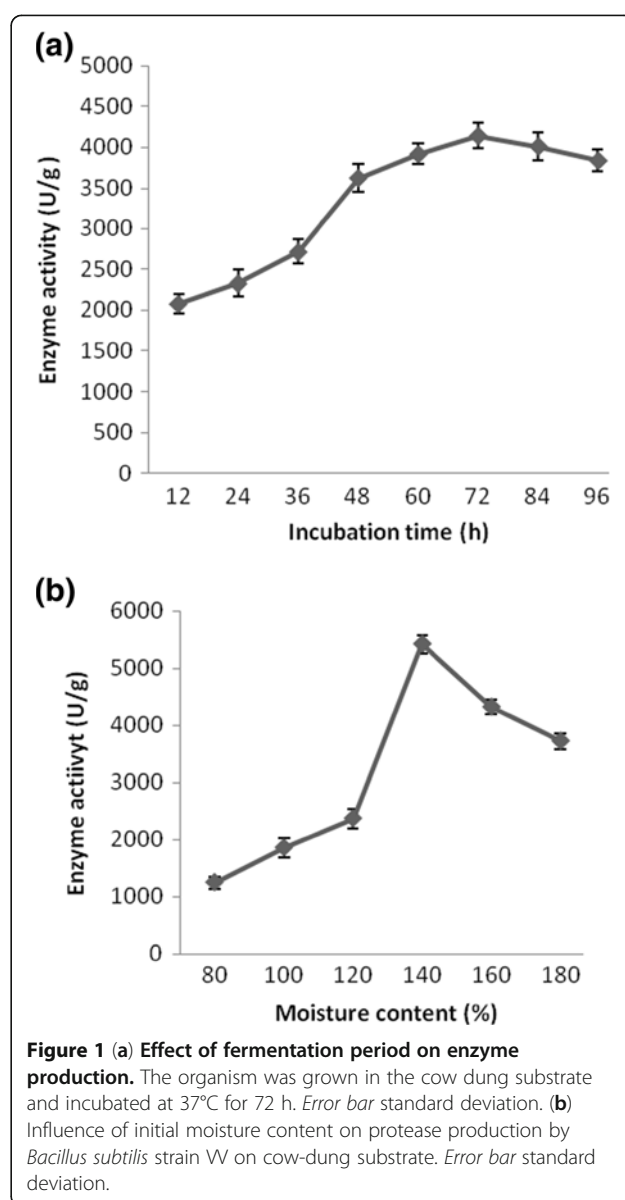 (a)
5000
4500
4000
3500
3000
2500
2000
1500
1000
500
0
Enzyme activity (U/g)
12 24 36 48 60 72 84 96
Incubation time (h)
(b)
6000
5000
4000
3000
2000
1000
0
Enzyme actiivyt (U/g)
80 100 120 140 160 180
Moisture content (%)
Figure 1 (a) Effect of fermentation period on enzyme
production. The organism was grown in the cow dung substrate
and incubated at 37°C for 72 h. Error bar standard deviation. (b)
Influence of initial moisture content on protease production by
Bacillus subtilis strain VV on cow-dung substrate. Error bar standard
deviation.